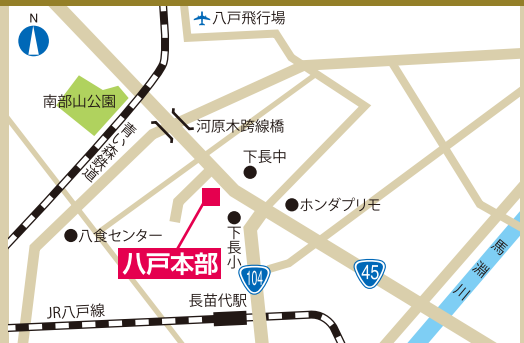 N
八戸飛行場
南部山公園
青い森鉄道
河原木跨線橋
下長中
ホンダプリモ
八食センター
下長小
八戸本部
104
45
馬淵川
長苗代駅
JR八戸線